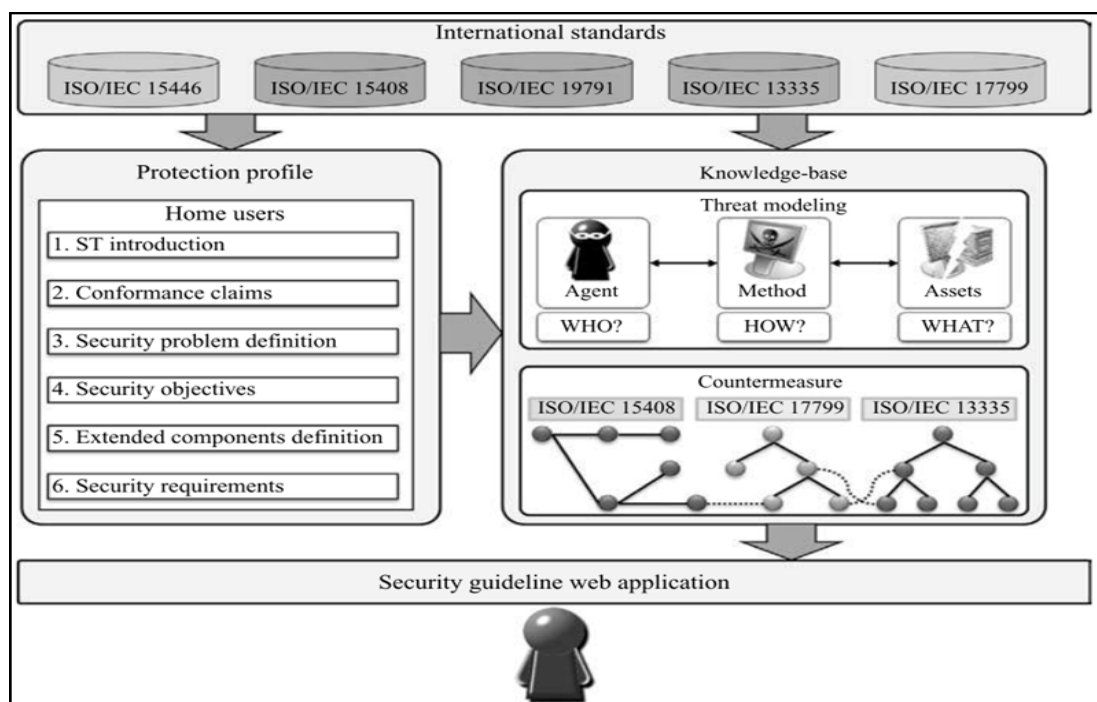 International standards
ISO/IEC 15446
ISO/IEC 15408
ISO/IEC 19791
ISO/IEC 13335
ISO/IEC 17799
Protection profile
Home users
1. ST introduction
2. Conformance claims
3. Security problem definition
4. Security objectives
5. Extended components definition
6. Security requirements
Knowledge-base
Threat modeling
Agent
Method
Assets
WHO?
HOW?
WHAT?
Countermeasure
ISO/IEC 15408
ISO/IEC 17799
ISO/IEC 13335
Security guideline web application